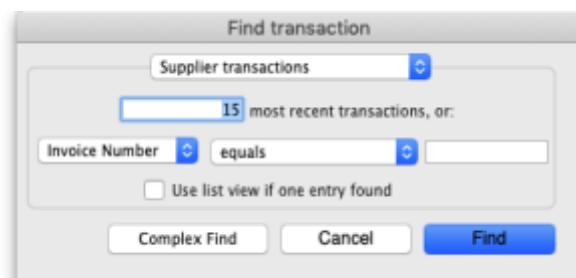 Find transaction
Supplier transactions
15 most recent transactions, or:
Invoice Number equals
Use list view if one entry found
Complex Find Cancel Find